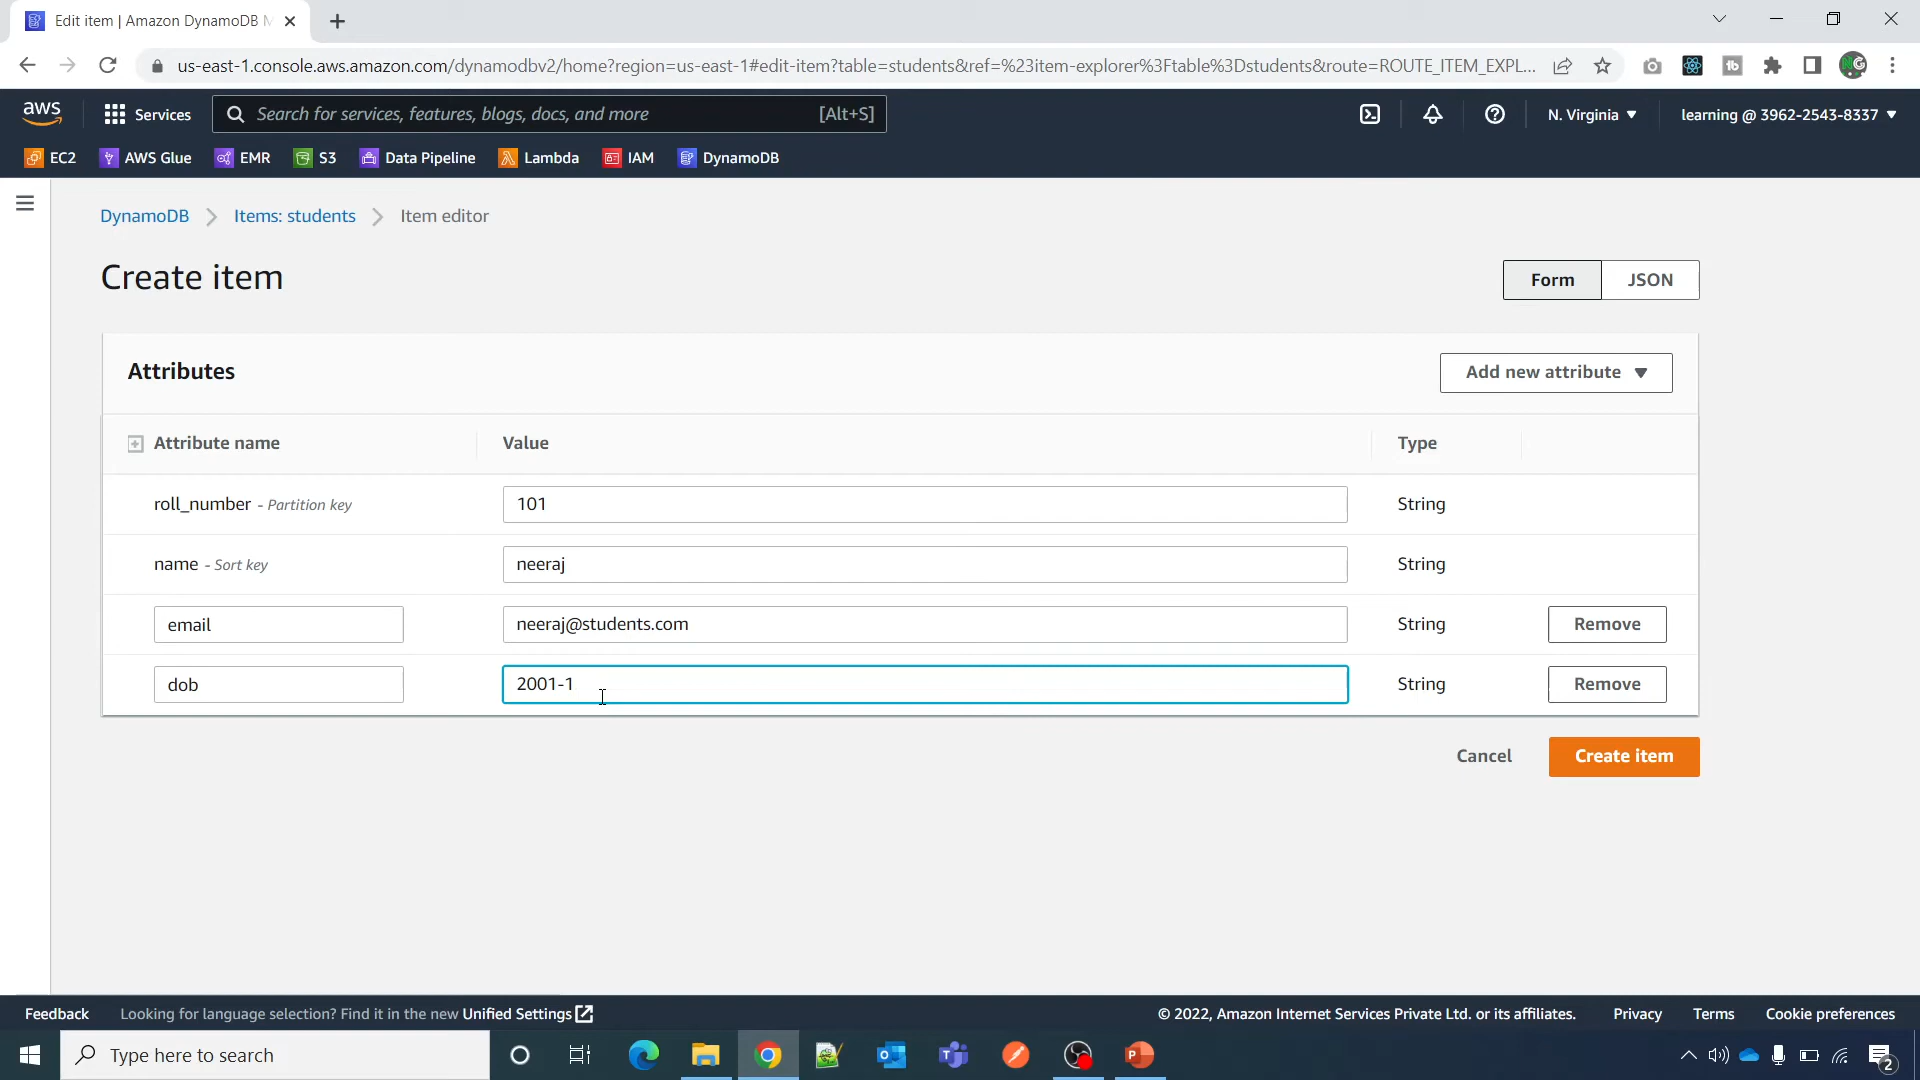 Edit item | Amazon DynamoDB M
us-east-1.console.aws.amazon.com/dynamodbv2/home?region=us-east-1#edit-item?table=students&ref=%23item-explorer%3Ftable%3Dstudents&route=ROUTE_ITEM_EXPL...
aws
Services
Search for services, features, blogs, docs, and more
[Alt+S]
N. Virginia
learning @ 3962-2543-8337
EC2
AWS Glue
EMR
S3
Data Pipeline
Lambda
IAM
DynamoDB
DynamoDB
Items: students
Item editor
Create item
Form
JSON
Attributes
Add new attribute
Attribute name
Value
Type
roll_number - Partition key
101
String
name - Sort key
neeraj
String
email
neeraj@students.com
String
Remove
dob
2001-1
String
Remove
Cancel
Create item
Feedback
Looking for language selection? Find it in the new Unified Settings
© 2022, Amazon Internet Services Private Ltd. or its affiliates.
Privacy
Terms
Cookie preferences
Type here to search
2